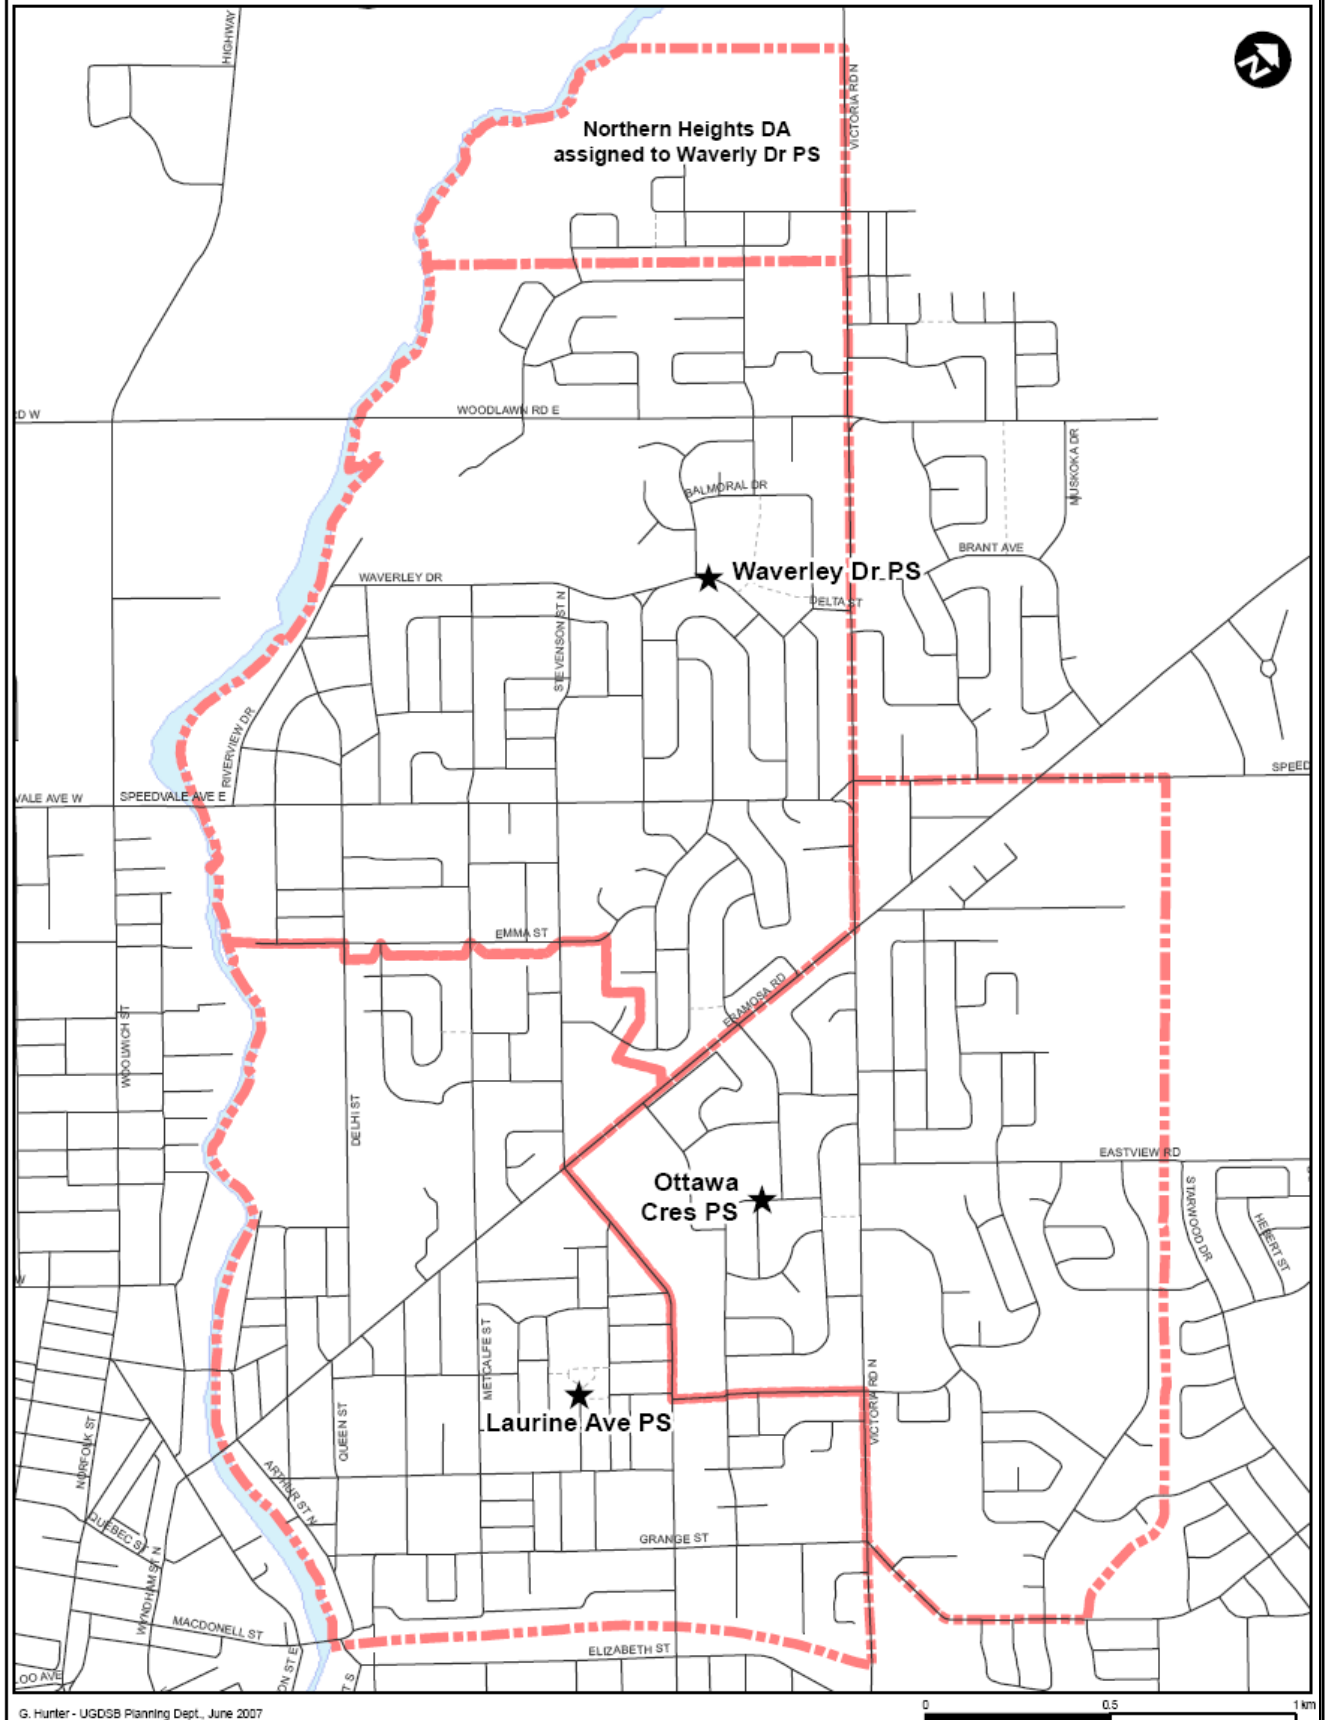 HIGHWAY
N
VICTORIA RD N
Northern Heights DA
assigned to Waverly Dr PS
RD W
WOODLAWN RD E
MUSKOKA DR
BALMORAL DR
BRANT AVE
Waverley Dr PS
WAVERLEY DR
DELTA ST
STEVENSON ST N
RIVERVIEW DR
SPEED
VALE AVE W
SPEEDVALE AVE E
EMMA ST
ERAMOSA RD
WOOLWICH ST
DELHI ST
EASTVIEW RD
Ottawa
Cres PS
STARWOOD DR
HEBERT ST
W
METCALFE ST
VICTORIA RD N
Laurine Ave PS
QUEEN ST
NORFOLK ST
ARTHUR ST N
QUEBEC ST
GRANGE ST
WYNDHAM ST N
MACDONELL ST
ELIZABETH ST
LOO AVE
ON ST E
T S
G. Hunter - UGDSB Planning Dept., June 2007
0 0.5 1 km